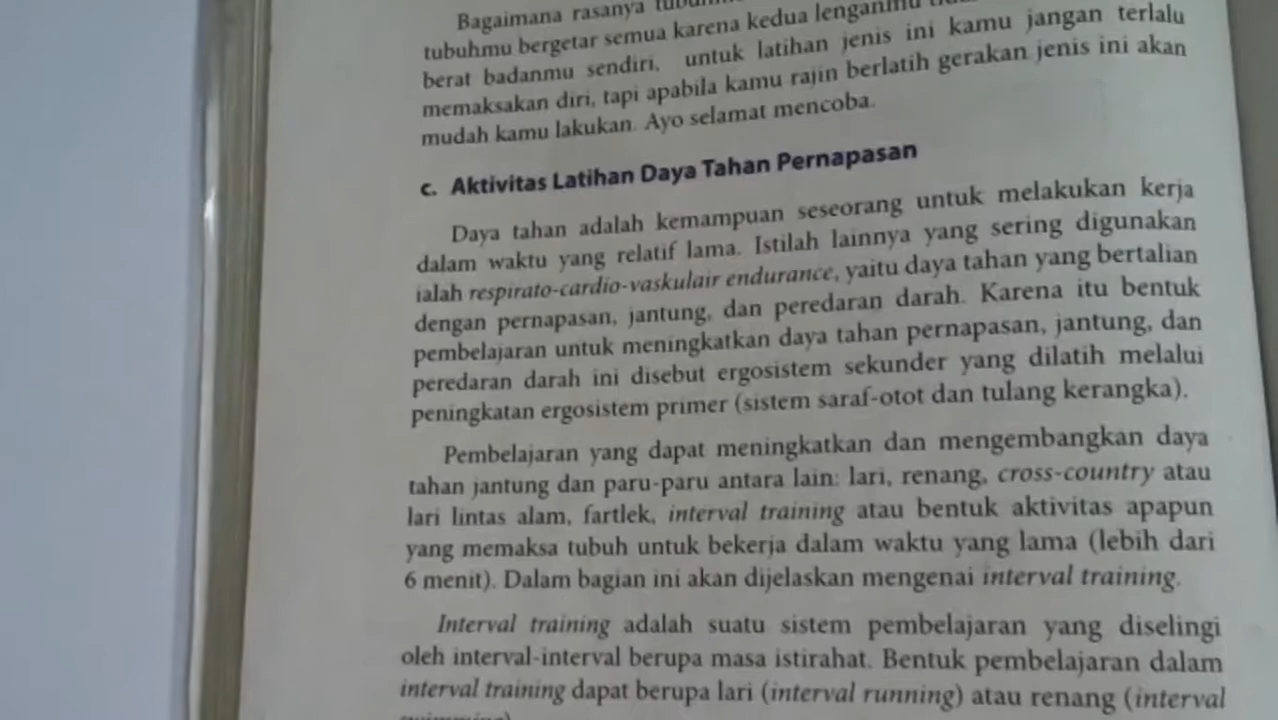 Bagaimana rasanya
tubuhmu bergetar semua karena kedua lenganmu
berat badanmu sendiri, untuk latihan jenis ini kamu jangan terlalu
memaksakan diri, tapi apabila kamu rajin berlatih gerakan jenis ini akan
mudah kamu lakukan. Ayo selamat mencoba.
c. Aktivitas Latihan Daya Tahan Pernapasan
Daya tahan adalah kemampuan seseorang untuk melakukan kerja
dalam waktu yang relatif lama. Istilah lainnya yang sering digunakan
ialah respirato-cardio-vaskulair endurance, yaitu daya tahan yang bertalian
dengan pernapasan, jantung, dan peredaran darah. Karena itu bentuk
pembelajaran untuk meningkatkan daya tahan pernapasan, jantung, dan
peredaran darah ini disebut ergosistem sekunder yang dilatih melalui
peningkatan ergosistem primer (sistem saraf-otot dan tulang kerangka).
Pembelajaran yang dapat meningkatkan dan mengembangkan daya
tahan jantung dan paru-paru antara lain: lari, renang, cross-country atau
lari lintas alam, fartlek, interval training atau bentuk aktivitas apapun
yang memaksa tubuh untuk bekerja dalam waktu yang lama (lebih dari
6 menit). Dalam bagian ini akan dijelaskan mengenai interval training.
Interval training adalah suatu sistem pembelajaran yang diselingi
oleh interval-interval berupa masa istirahat. Bentuk pembelajaran dalam
interval training dapat berupa lari (interval running) atau renang (interval